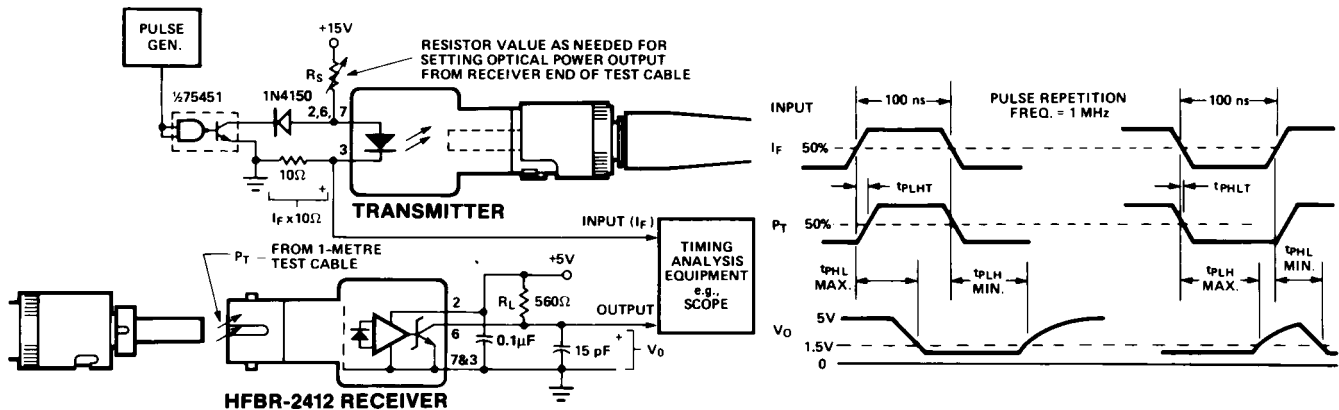 PULSE
GEN.
+15V
RESISTOR VALUE AS NEEDED FOR
SETTING OPTICAL POWER OUTPUT
FROM RECEIVER END OF TEST CABLE
RS
½75451
1N4150
2,6, 7
3
10Ω
+
IF x 10Ω
TRANSMITTER
INPUT (IF)
TIMING
ANALYSIS
EQUIPMENT
e.g.,
SCOPE
PT –
FROM 1-METRE
TEST CABLE
+5V
2
RL
560Ω
OUTPUT
6
0.1µF
+
15 pF
VO
7&3
HFBR-2412 RECEIVER
INPUT
100 ns
PULSE REPETITION
FREQ. = 1 MHz
100 ns
IF
50%
tPLHT
tPHLT
PT
50%
tPHL
MAX.
tPLH
MIN.
tPLH
MAX.
tPHL
MIN.
VO
5V
1.5V
0